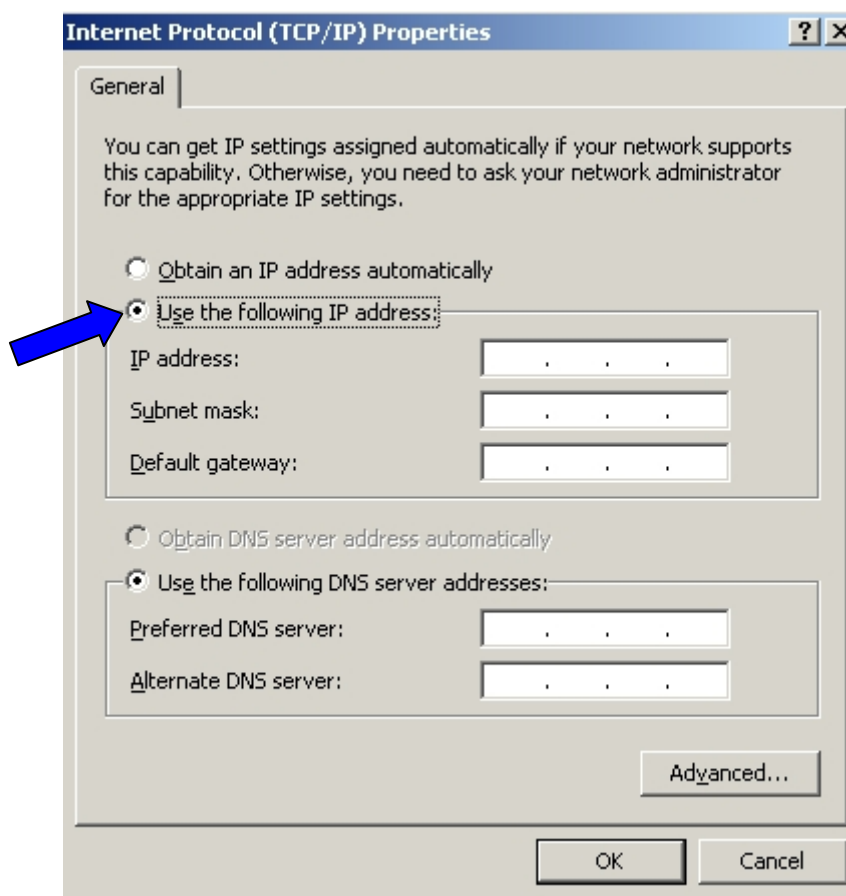 Internet Protocol (TCP/IP) Properties
General
You can get IP settings assigned automatically if your network supports
this capability. Otherwise, you need to ask your network administrator
for the appropriate IP settings.
Obtain an IP address automatically
Use the following IP address:
IP address: . . .
Subnet mask: . . .
Default gateway: . . .
Obtain DNS server address automatically
Use the following DNS server addresses:
Preferred DNS server: . . .
Alternate DNS server: . . .
Advanced...
OK Cancel